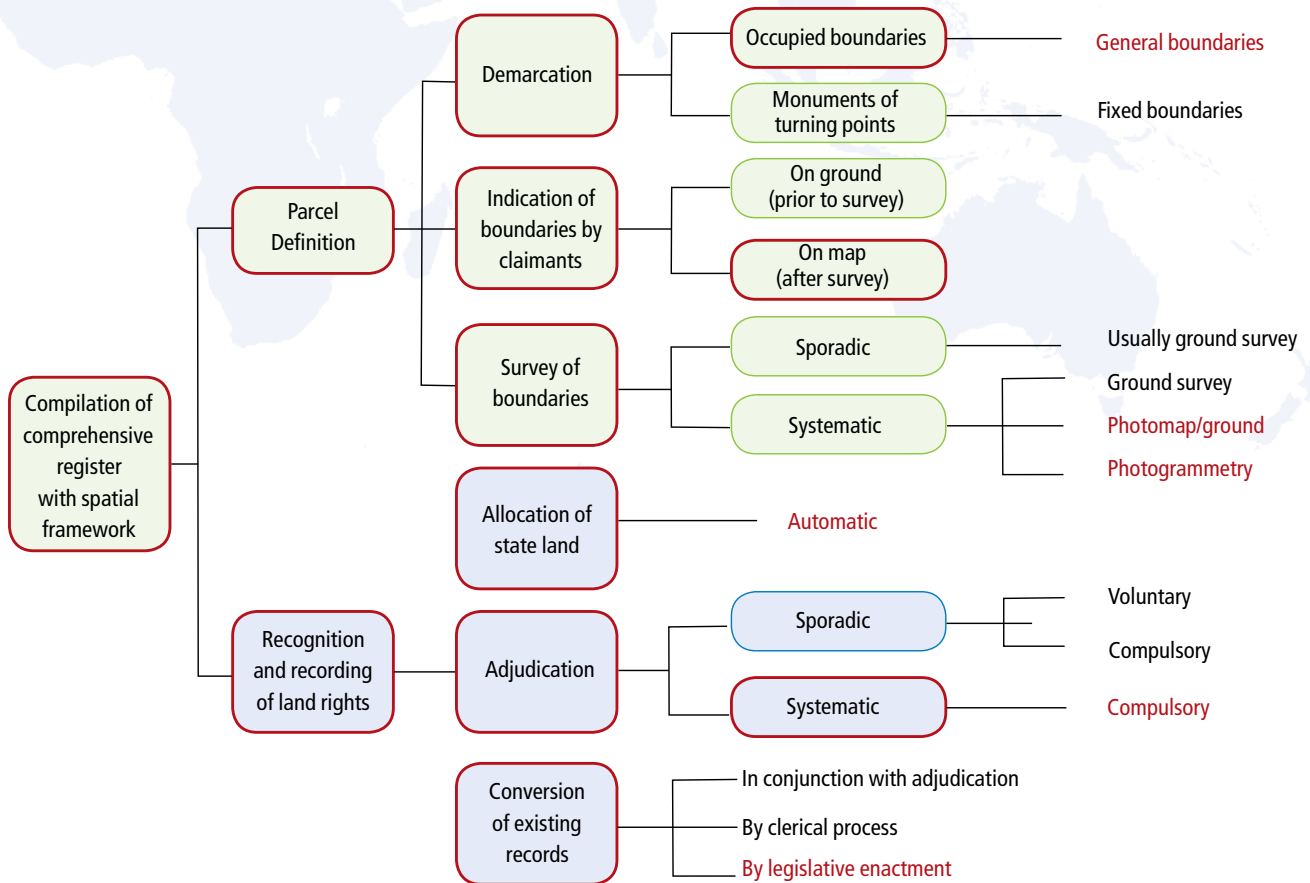 Occupied boundaries
General boundaries
Demarcation
Monuments of
turning points
Fixed boundaries
On ground
(prior to survey)
Parcel
Definition
Indication of
boundaries by
claimants
On map
(after survey)
Sporadic
Usually ground survey
Survey of
boundaries
Ground survey
Systematic
Photomap/ground
Photogrammetry
Compilation of
comprehensive
register
with spatial
framework
Allocation of
state land
Automatic
Sporadic
Voluntary
Compulsory
Recognition
and recording
of land rights
Adjudication
Systematic
Compulsory
Conversion
of existing
records
In conjunction with adjudication
By clerical process
By legislative enactment